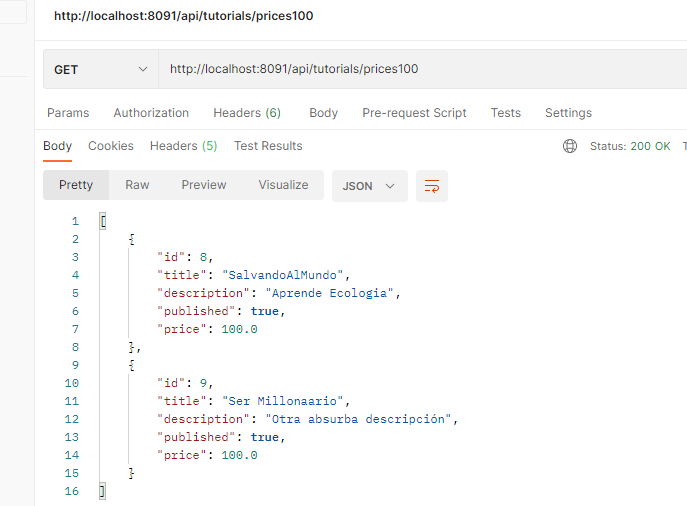 http://localhost:8091/api/tutorials/prices100
GET http://localhost:8091/api/tutorials/prices100
Params Authorization Headers (6) Body Pre-request Script Tests Settings
Body Cookies Headers (5) Test Results Status: 200 OK
Pretty Raw Preview Visualize JSON
1 [
2 {
3 "id": 8,
4 "title": "SalvandoAlMundo",
5 "description": "Aprende Ecologia",
6 "published": true,
7 "price": 100.0
8 },
9 {
10 "id": 9,
11 "title": "Ser Millonaario",
12 "description": "Otra absurba descripción",
13 "published": true,
14 "price": 100.0
15 }
16 ]